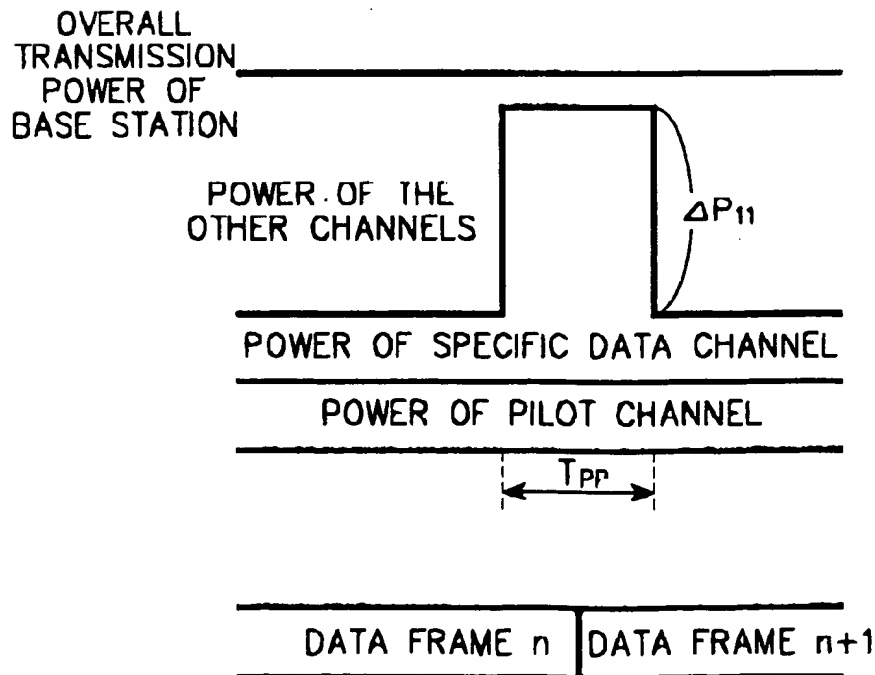 OVERALL
TRANSMISSION
POWER OF
BASE STATION
POWER OF THE
OTHER CHANNELS
ΔP11
POWER OF SPECIFIC DATA CHANNEL
POWER OF PILOT CHANNEL
TPP
DATA FRAME n
DATA FRAME n+1